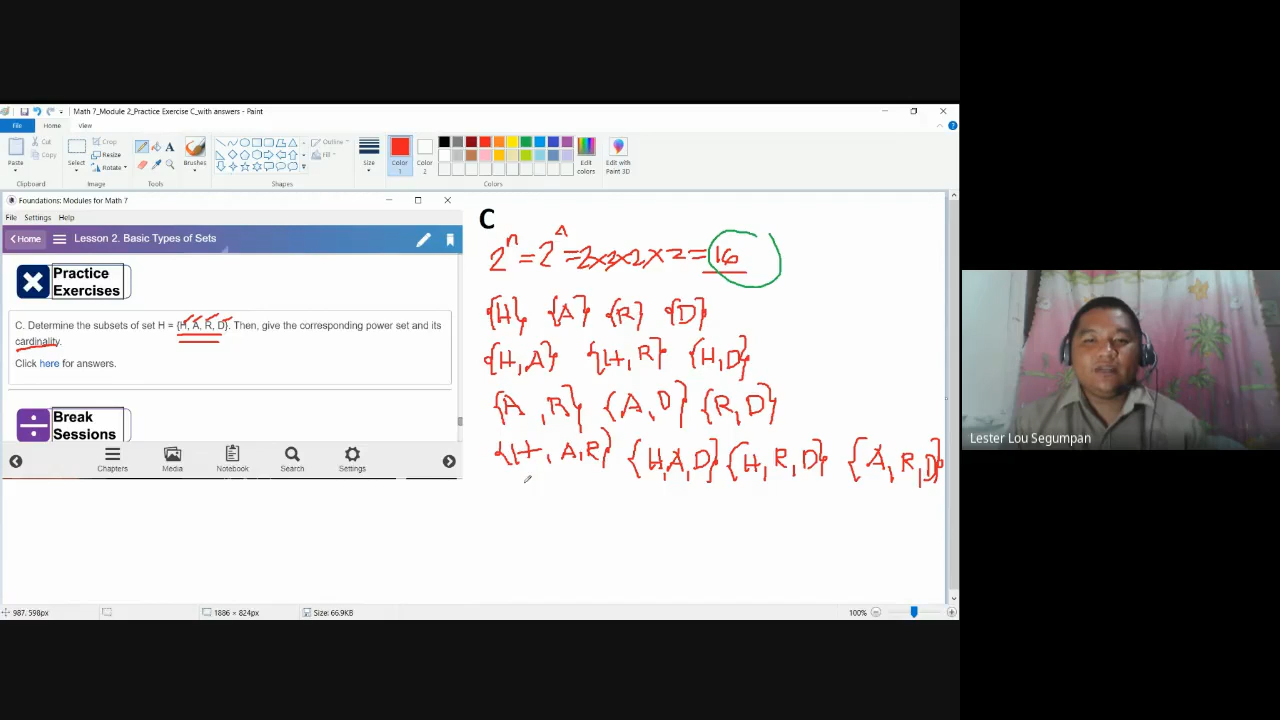 Math 7_Module 2_Practice Exercise C_with answers - Paint
File Home View
Paste Cut Copy Clipboard
Select Crop Resize Rotate Image
Tools
Brushes
Outline Fill Shapes
Size
Color 1 Color 2
Edit colors Colors
Edit with Paint 3D
Foundations: Modules for Math 7
File Settings Help
Home Lesson 2. Basic Types of Sets
Practice Exercises
C. Determine the subsets of set H = {H, A, R, D}. Then, give the corresponding power set and its
cardinality.
Click here for answers.
Break Sessions
Chapters Media Notebook Search Settings
C
2ⁿ = 2⁴ = 2x2x2x2 = 16
{H} {A} {R} {D}
{H, A} {H, R} {H, D}
{A, R} {A, D} {R, D}
{H, A, R} {H, A, D} {H, R, D} {A, R, D}
987, 598px 1886 × 824px Size: 66.9KB 100%
Lester Lou Segumpan